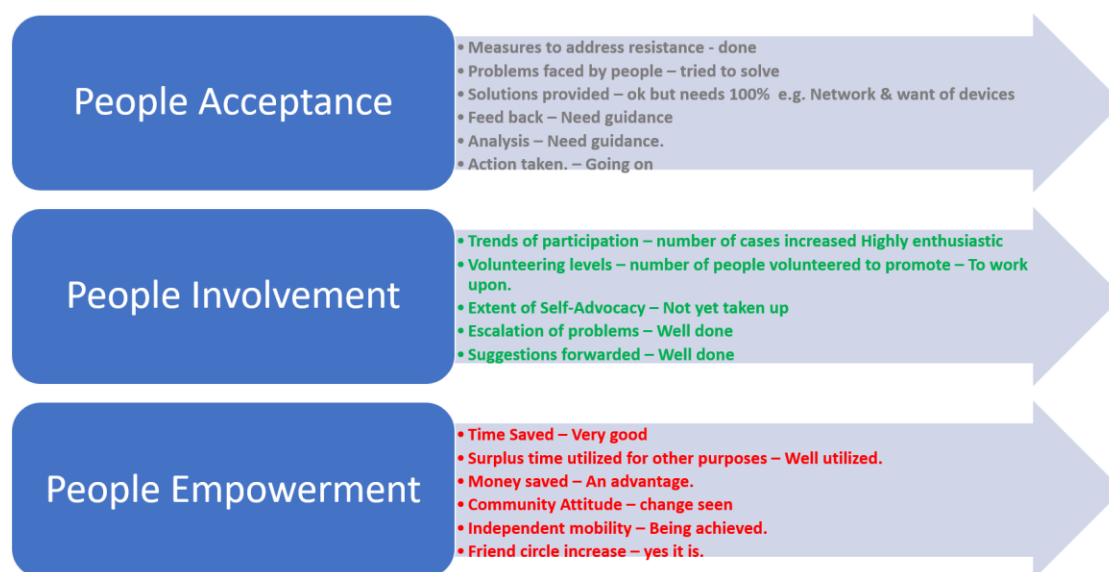 People Acceptance
• Measures to address resistance - done
• Problems faced by people – tried to solve
• Solutions provided – ok but needs 100%  e.g. Network & want of devices
• Feed back – Need guidance
• Analysis – Need guidance.
• Action taken. – Going on
People Involvement
• Trends of participation – number of cases increased Highly enthusiastic
• Volunteering levels – number of people volunteered to promote – To work
upon.
• Extent of Self-Advocacy – Not yet taken up
• Escalation of problems – Well done
• Suggestions forwarded – Well done
People Empowerment
• Time Saved – Very good
• Surplus time utilized for other purposes – Well utilized.
• Money saved – An advantage.
• Community Attitude – change seen
• Independent mobility – Being achieved.
• Friend circle increase – yes it is.